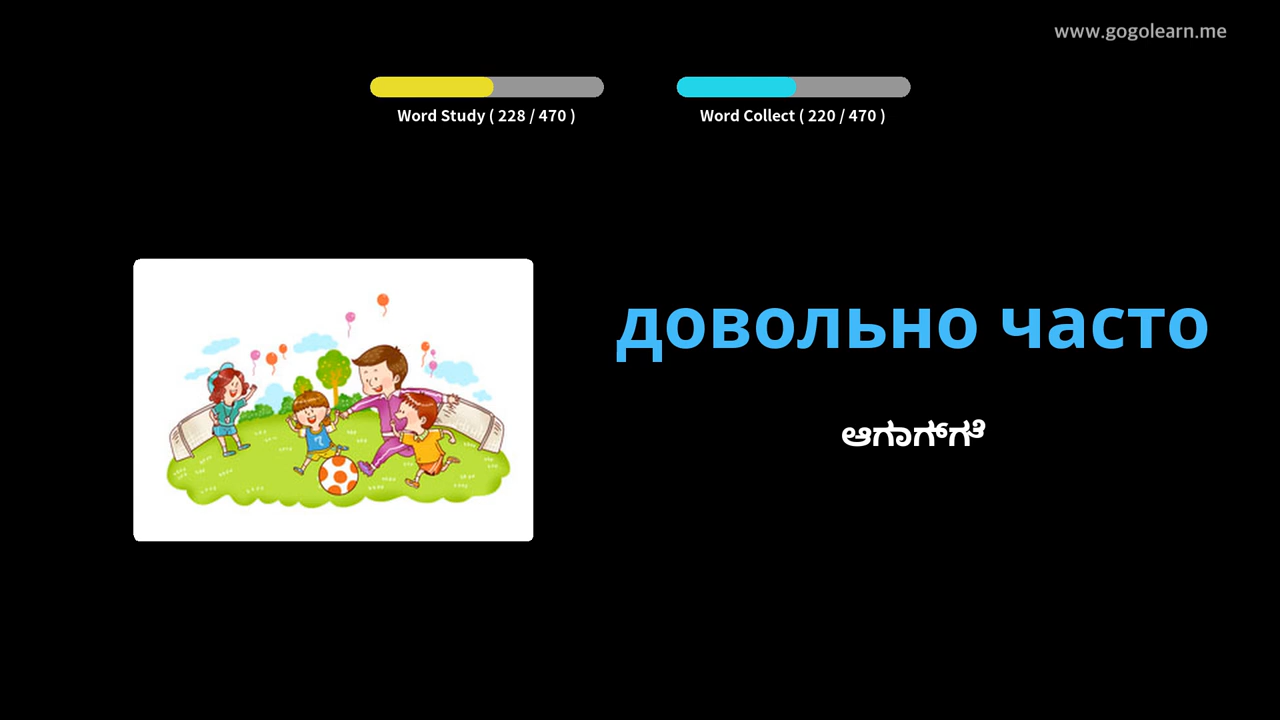 www.gogolearn.me
Word Study ( 228 / 470 )
Word Collect ( 220 / 470 )
довольно часто
ಆಗಾಗ್ಗೆ